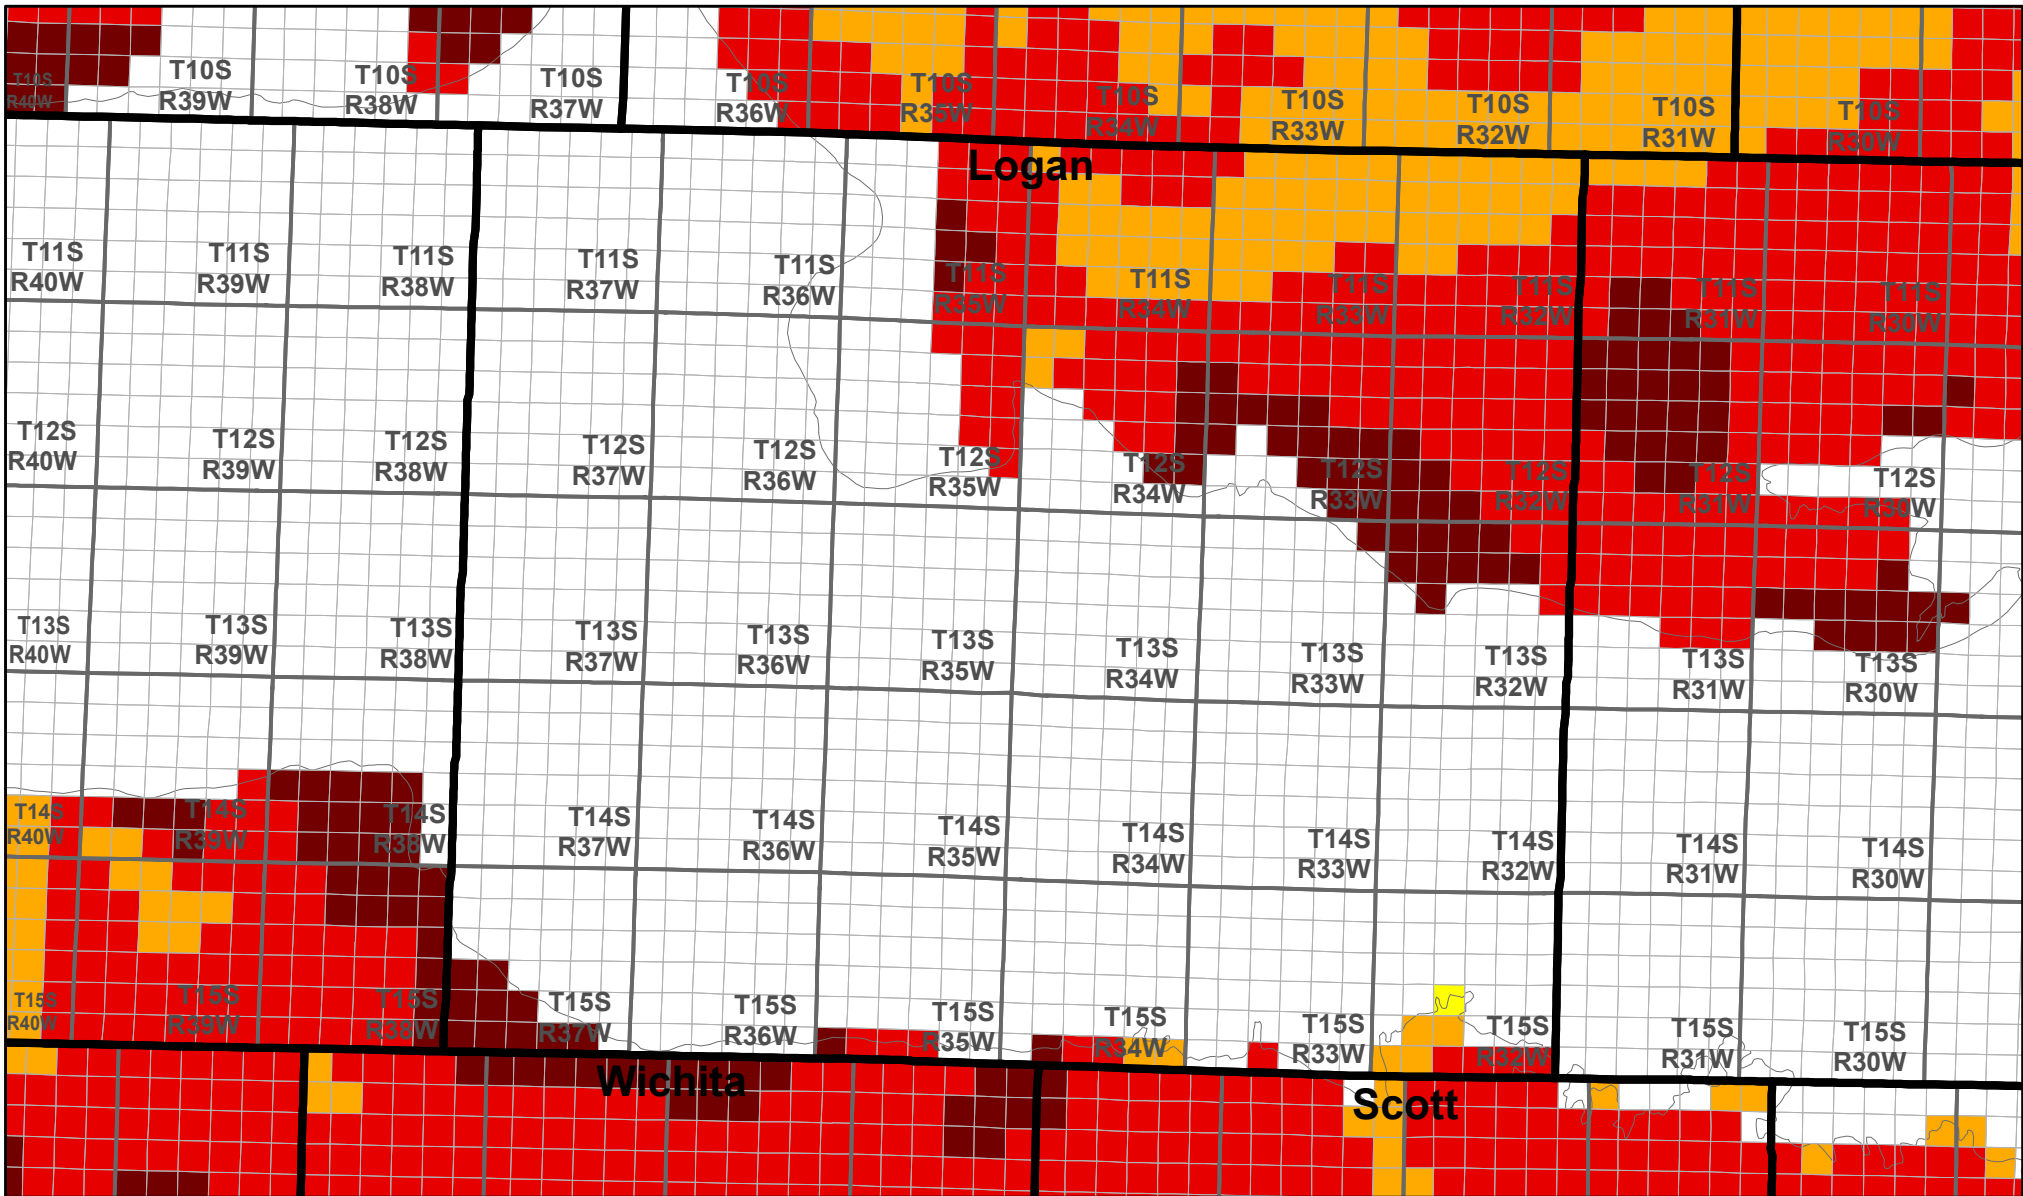 T10S
R40W
T10S
R39W
T10S
R38W
T10S
R37W
T10S
R36W
T10S
R35W
T10S
R34W
T10S
R33W
T10S
R32W
T10S
R31W
T10S
R30W
Logan
T11S
R40W
T11S
R39W
T11S
R38W
T11S
R37W
T11S
R36W
T11S
R35W
T11S
R34W
T11S
R33W
T11S
R32W
T11S
R31W
T11S
R30W
T12S
R40W
T12S
R39W
T12S
R38W
T12S
R37W
T12S
R36W
T12S
R35W
T12S
R34W
T12S
R33W
T12S
R32W
T12S
R31W
T12S
R30W
T13S
R40W
T13S
R39W
T13S
R38W
T13S
R37W
T13S
R36W
T13S
R35W
T13S
R34W
T13S
R33W
T13S
R32W
T13S
R31W
T13S
R30W
T14S
R40W
T14S
R39W
T14S
R38W
T14S
R37W
T14S
R36W
T14S
R35W
T14S
R34W
T14S
R33W
T14S
R32W
T14S
R31W
T14S
R30W
T15S
R40W
T15S
R39W
T15S
R38W
T15S
R37W
T15S
R36W
T15S
R35W
T15S
R34W
T15S
R33W
T15S
R32W
T15S
R31W
T15S
R30W
Wichita
Scott